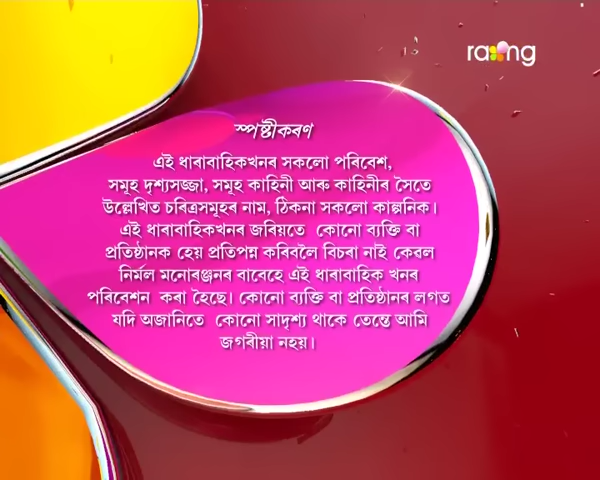 rang
স্পষ্টীকৰণ
এই ধাৰাবাহিকখনৰ সকলো পৰিবেশ,
সমূহ দৃশ্যসজ্জা, সমূহ কাহিনী আৰু কাহিনীৰ সৈতে
উল্লেখিত চৰিত্ৰসমূহৰ নাম, ঠিকনা সকলো কাল্পনিক।
এই ধাৰাবাহিকখনৰ জৰিয়তে কোনো ব্যক্তি বা
প্ৰতিষ্ঠানক হেয় প্ৰতিপন্ন কৰিবলৈ বিচৰা নাই কেৱল
নিৰ্মল মনোৰঞ্জনৰ বাবেহে এই ধাৰাবাহিক খনৰ
পৰিবেশন কৰা হৈছে। কোনো ব্যক্তি বা প্ৰতিষ্ঠানৰ লগত
যদি অজানিতে কোনো সাদৃশ্য থাকে তেন্তে আমি
জগৰীয়া নহয়।